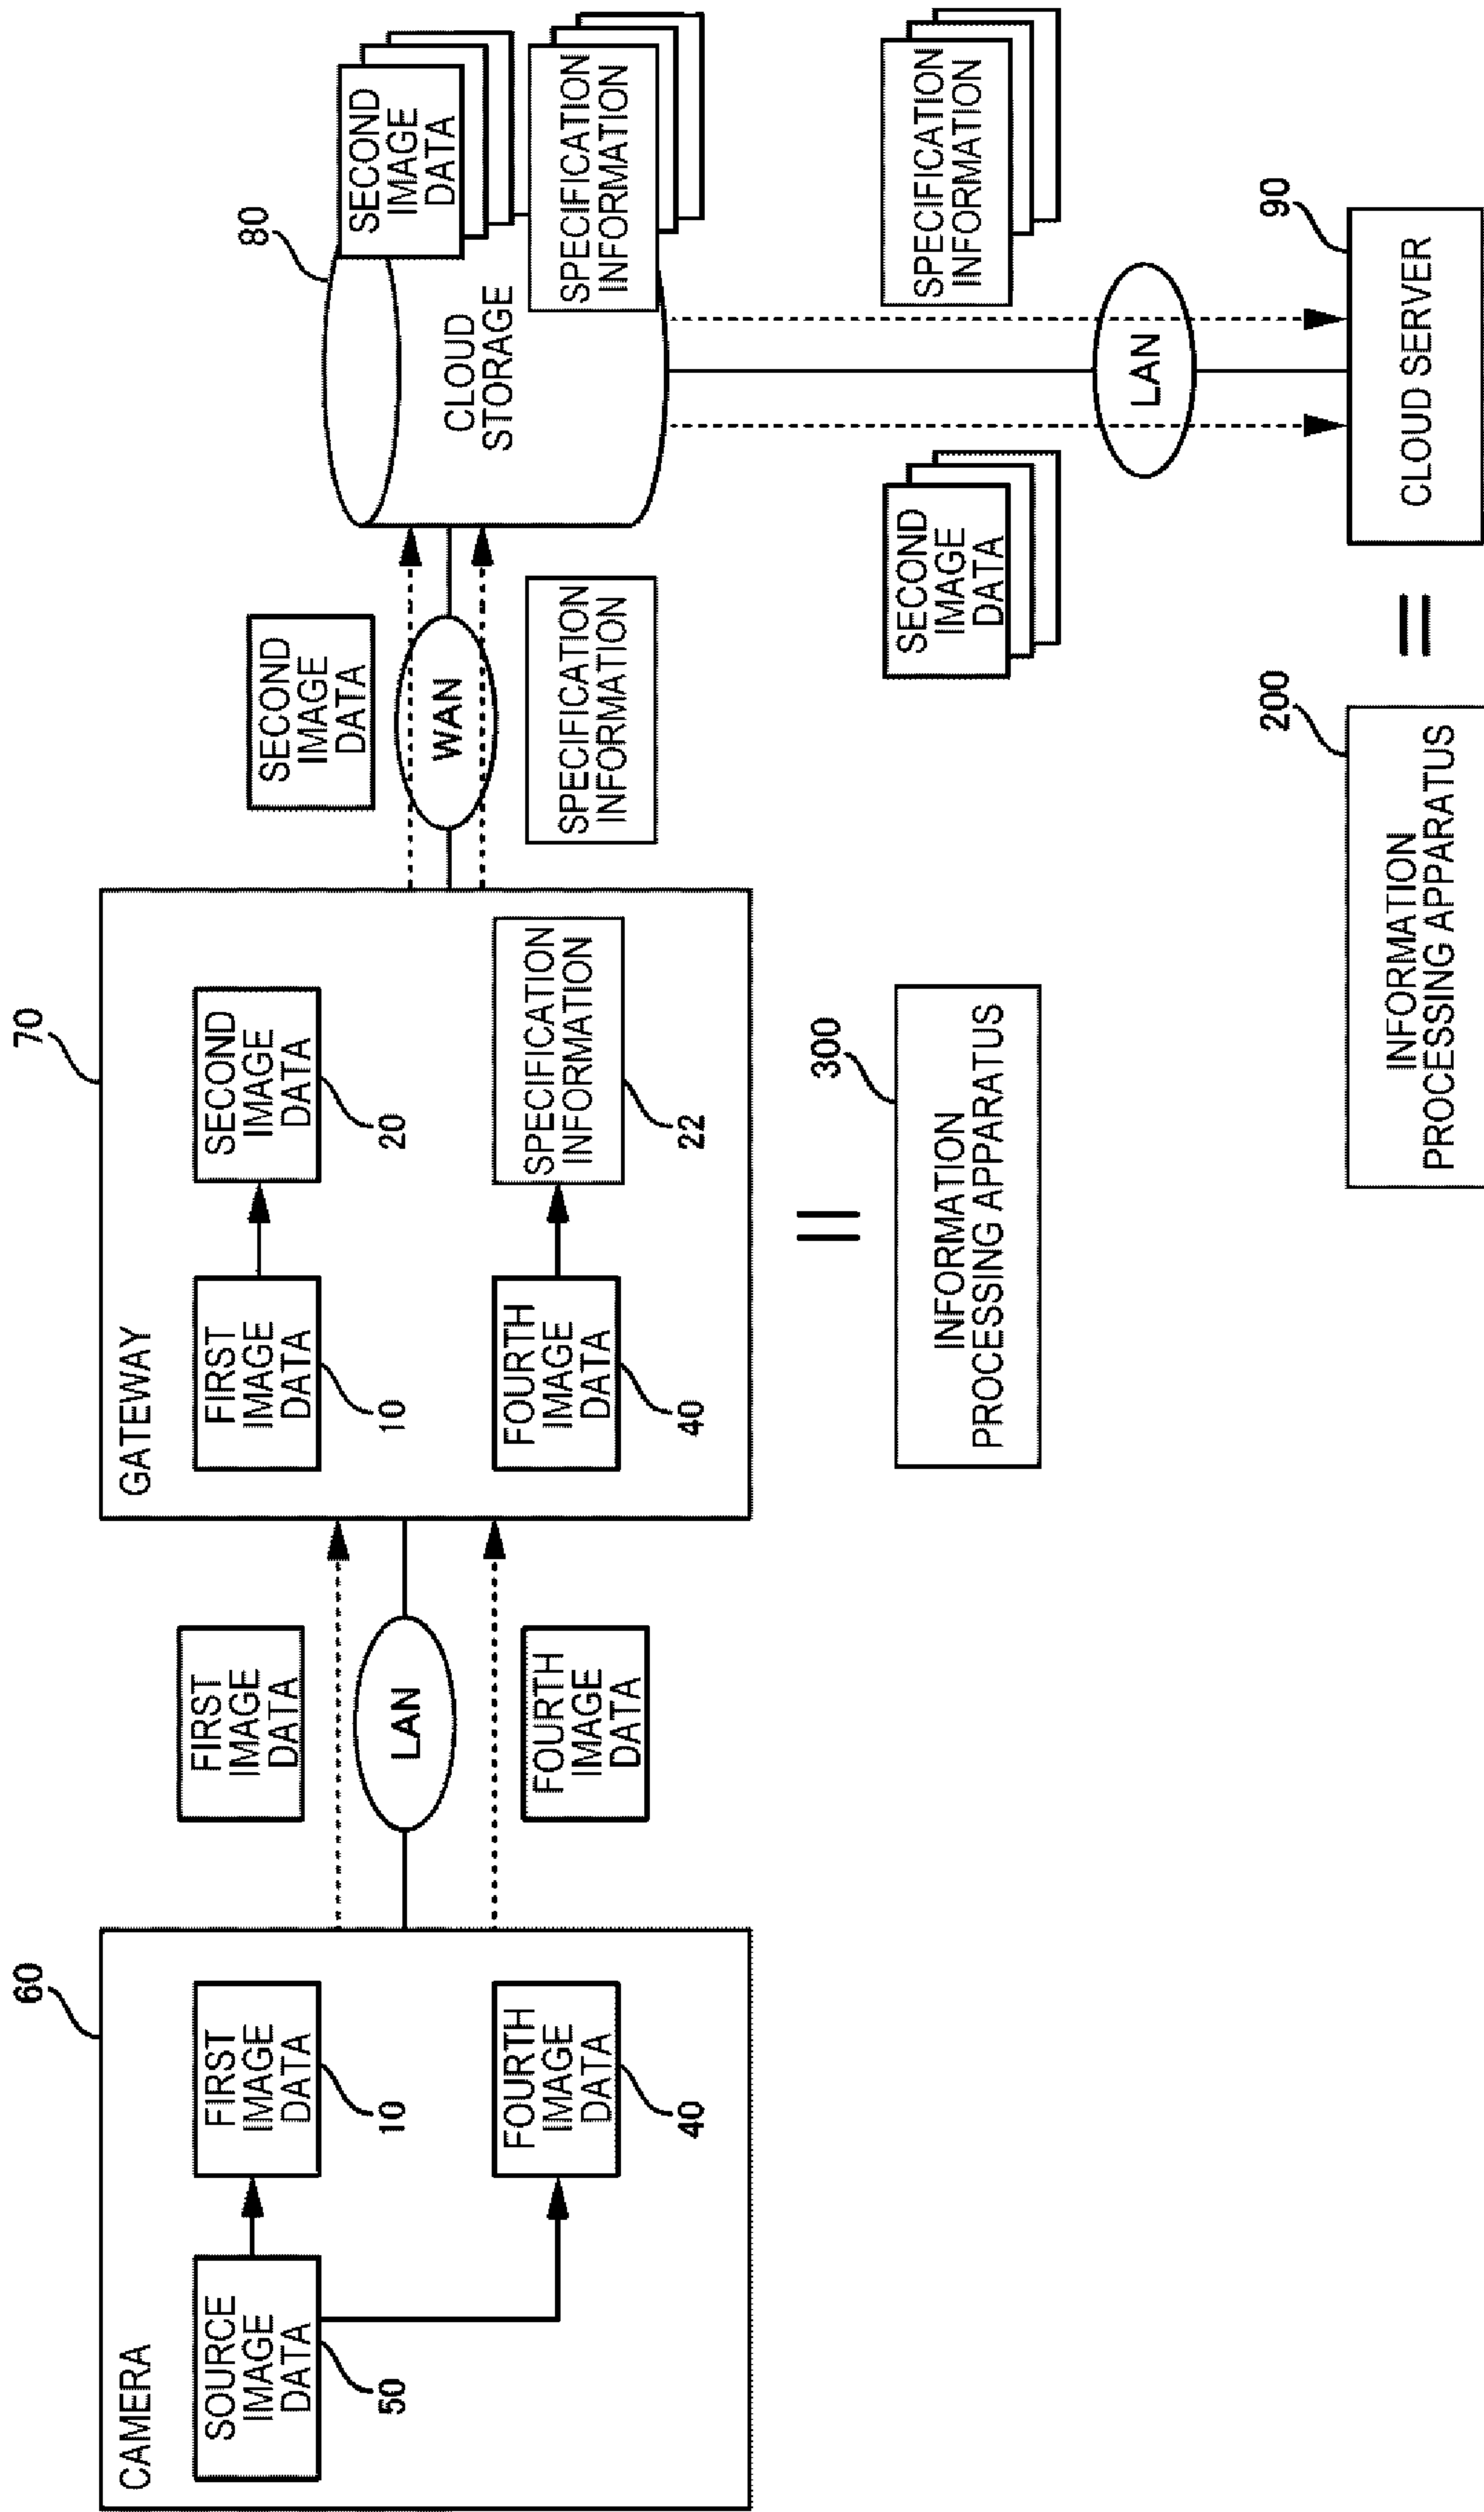 CAMERA
60
SOURCE
IMAGE
DATA
50
FIRST
IMAGE
DATA
10
FOURTH
IMAGE
DATA
40
FIRST
IMAGE
DATA
LAN
FOURTH
IMAGE
DATA
GATEWAY
70
FIRST
IMAGE
DATA
10
SECOND
IMAGE
DATA
20
FOURTH
IMAGE
DATA
40
SPECIFICATION
INFORMATION
22
=
300
INFORMATION
PROCESSING APPARATUS
SECOND
IMAGE
DATA
WAN
SPECIFICATION
INFORMATION
80
CLOUD
STORAGE
SECOND
IMAGE
DATA
SPECIFICATION
INFORMATION
SECOND
IMAGE
DATA
SPECIFICATION
INFORMATION
LAN
90
CLOUD SERVER
=
200
INFORMATION
PROCESSING APPARATUS